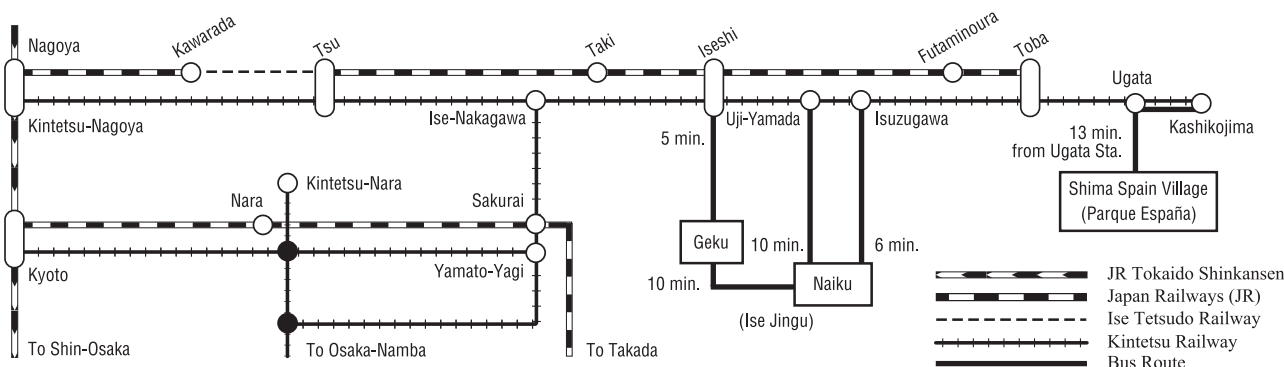 Nagoya
Kawarada
Tsu
Taki
Iseshi
Futaminoura
Toba
Ugata
Kintetsu-Nagoya
Ise-Nakagawa
Uji-Yamada
Isuzugawa
Kashikojima
5 min.
13 min.
from Ugata Sta.
Kintetsu-Nara
Nara
Sakurai
Shima Spain Village
(Parque España)
Geku
10 min.
6 min.
Kyoto
Yamato-Yagi
10 min.
Naiku
(Ise Jingu)
To Shin-Osaka
To Osaka-Namba
To Takada
JR Tokaido Shinkansen
Japan Railways (JR)
Ise Tetsudo Railway
Kintetsu Railway
Bus Route